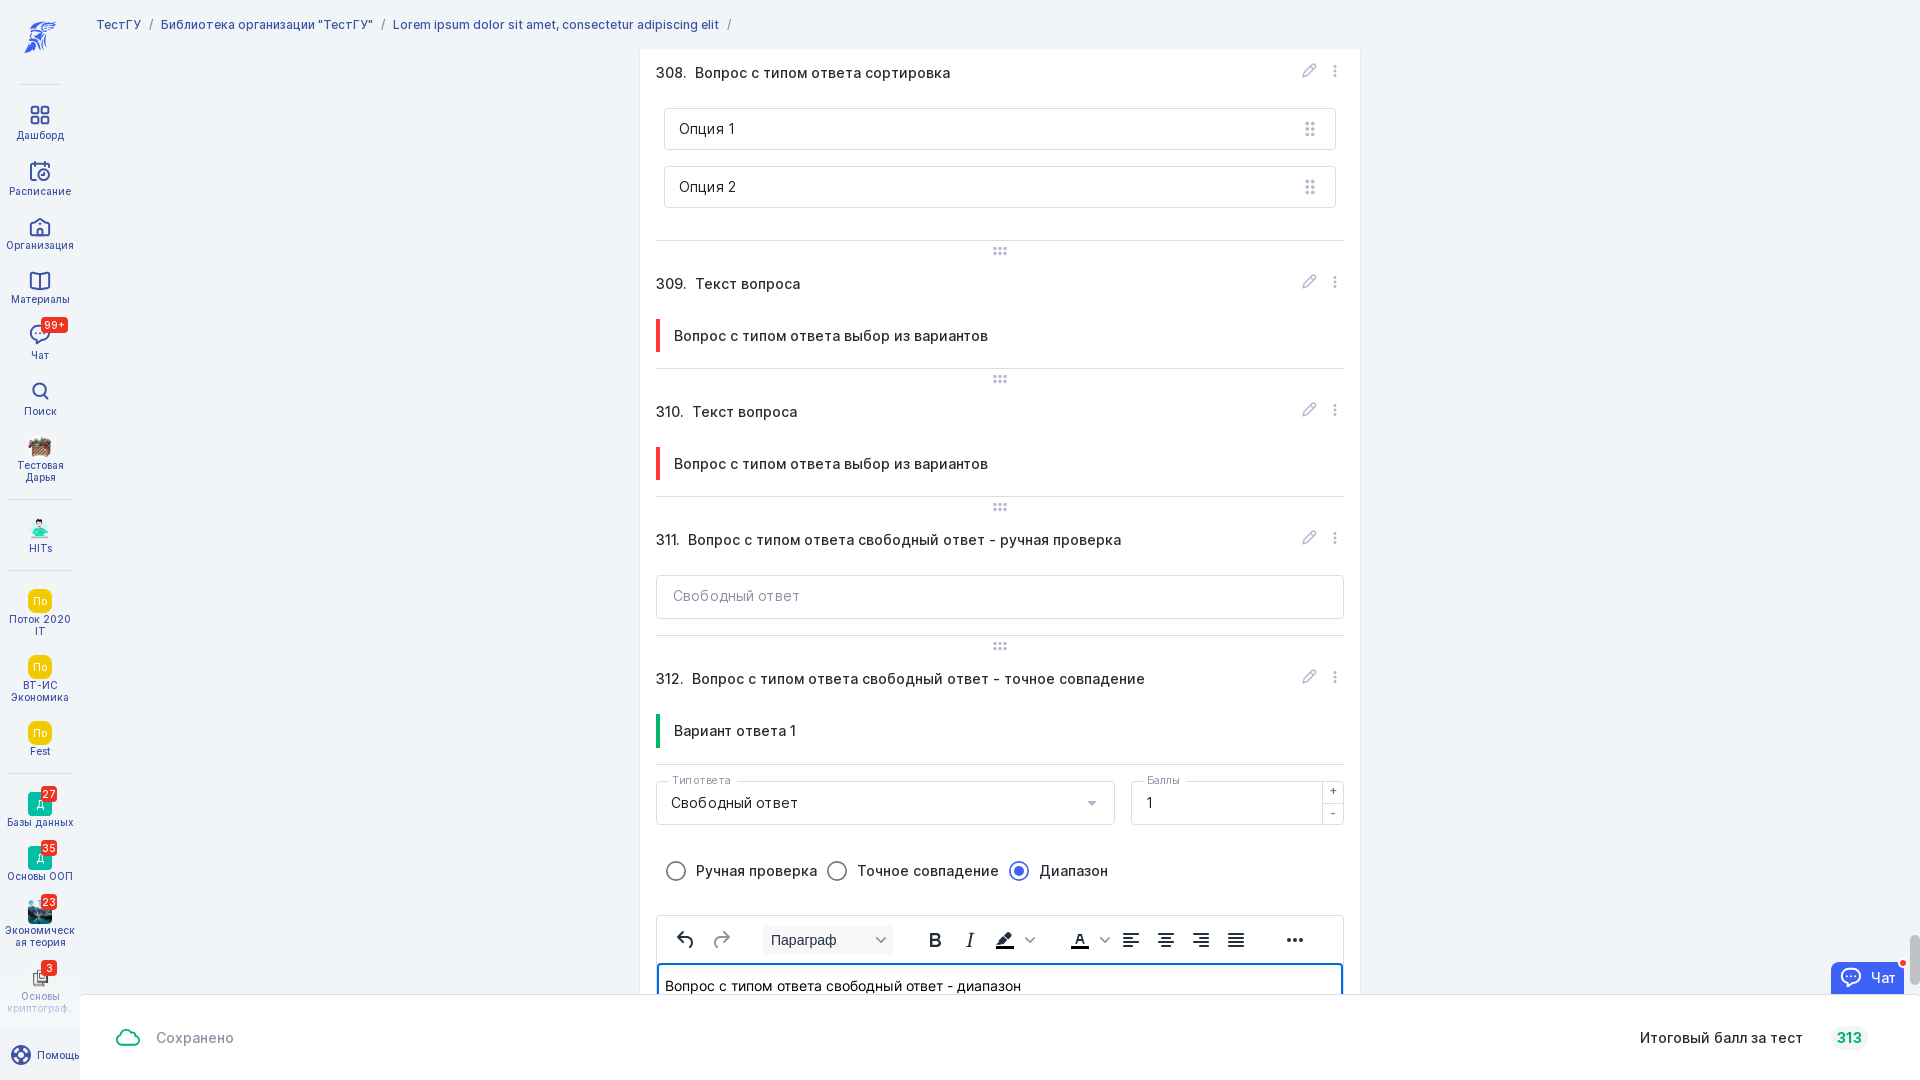 ТестГУ / Библиотека организации "ТестГУ" / Lorem ipsum dolor sit amet, consectetur adipiscing elit /
Дашборд
Расписание
Организация
Материалы
99+
Чат
Поиск
Тестовая
Дарья
HITs
По
Поток 2020
IT
По
ВТ-ИС
Экономика
По
Fest
27
Д
Базы данных
35
Д
Основы ООП
23
Экономическ
ая теория
3
Основы
криптограф...
Помощь
308. Вопрос с типом ответа сортировка
Опция 1
Опция 2
309. Текст вопроса
Вопрос с типом ответа выбор из вариантов
310. Текст вопроса
Вопрос с типом ответа выбор из вариантов
311. Вопрос с типом ответа свободный ответ - ручная проверка
Свободный ответ
312. Вопрос с типом ответа свободный ответ - точное совпадение
Вариант ответа 1
Тип ответа
Свободный ответ
Баллы
1
+
-
Ручная проверка Точное совпадение Диапазон
Параграф
Вопрос с типом ответа свободный ответ - диапазон
Чат
Сохранено
Итоговый балл за тест 313